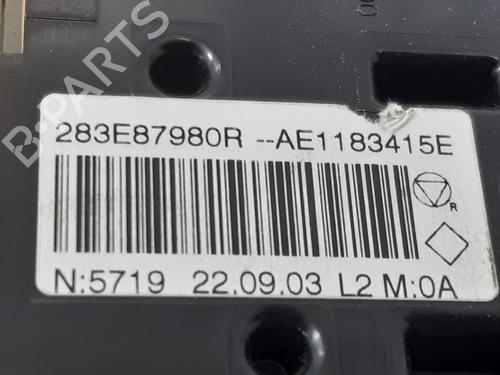 B-PARTS
283E87980R --AE1183415E
R
N:5719 22.09.03 L2 M:0A